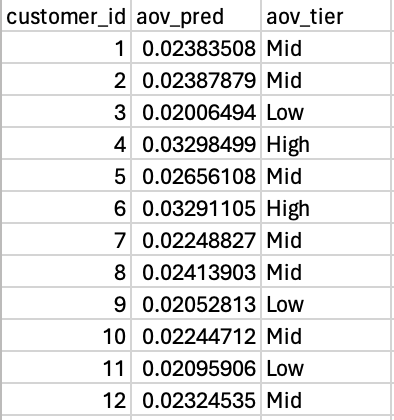 customer_id aov_pred aov_tier
1 0.02383508 Mid
2 0.02387879 Mid
3 0.02006494 Low
4 0.03298499 High
5 0.02656108 Mid
6 0.03291105 High
7 0.02248827 Mid
8 0.02413903 Mid
9 0.02052813 Low
10 0.02244712 Mid
11 0.02095906 Low
12 0.02324535 Mid